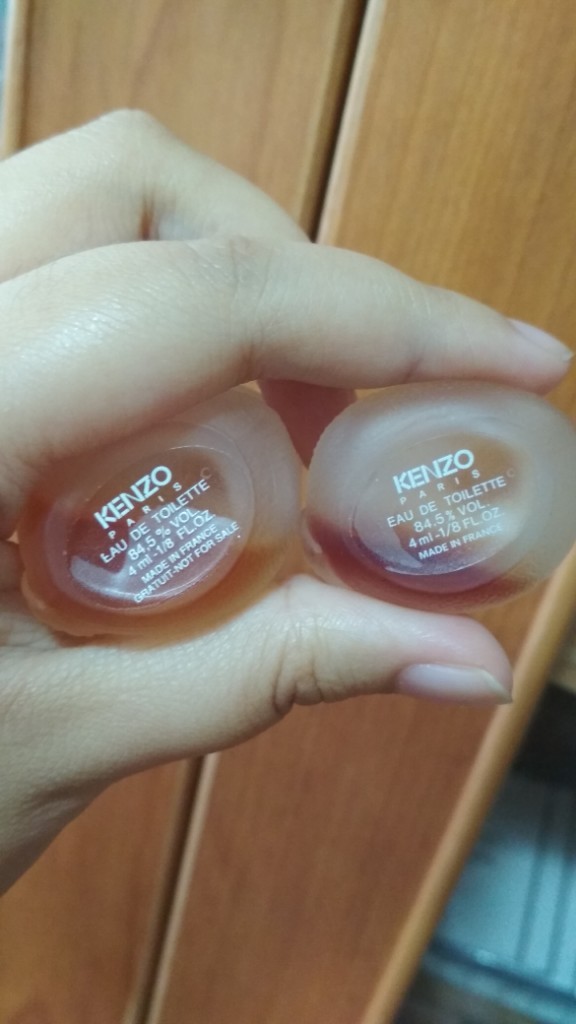 KENZO
PARIS
EAU DE TOILETTE
84,5 % VOL.
4 ml -1/8 FL.OZ.
MADE IN FRANCE
GRATUIT-NOT FOR SALE
KENZO
PARIS
EAU DE TOILETTE
84.5 % VOL.
4 ml -1/8 FL.OZ.
MADE IN FRANCE